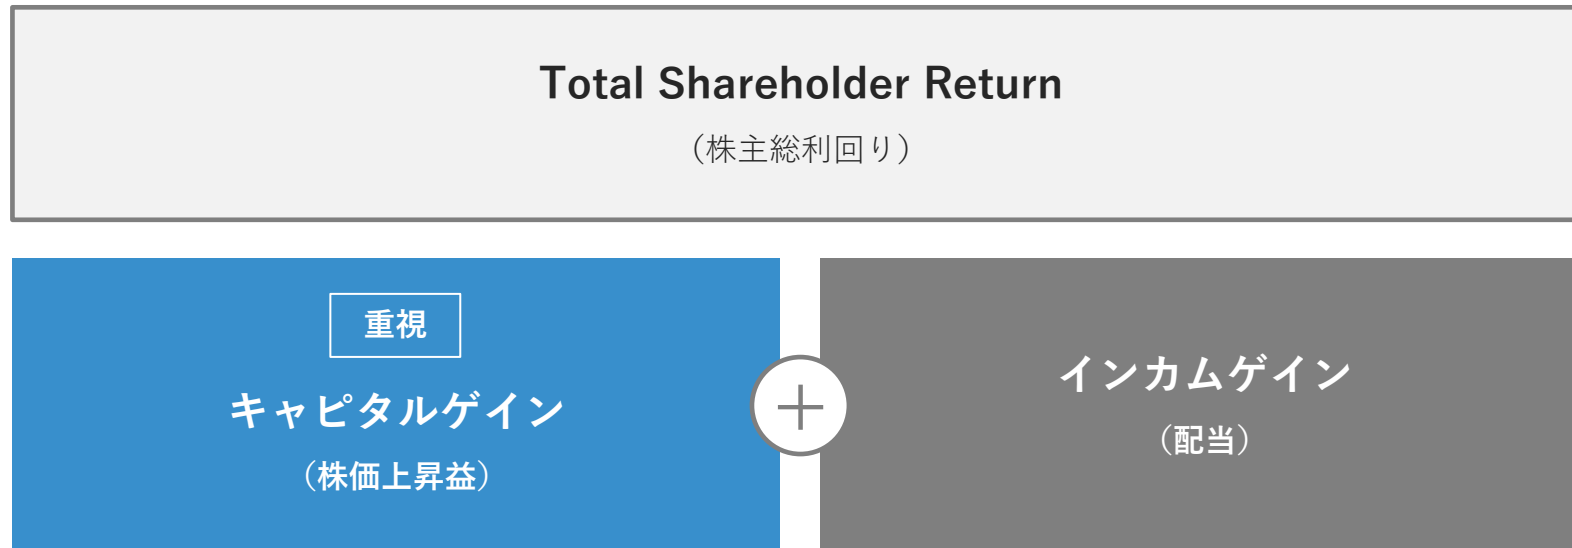 Total Shareholder Return
（株主総利回り）
重視
キャピタルゲイン
（株価上昇益）
＋
インカムゲイン
（配当）